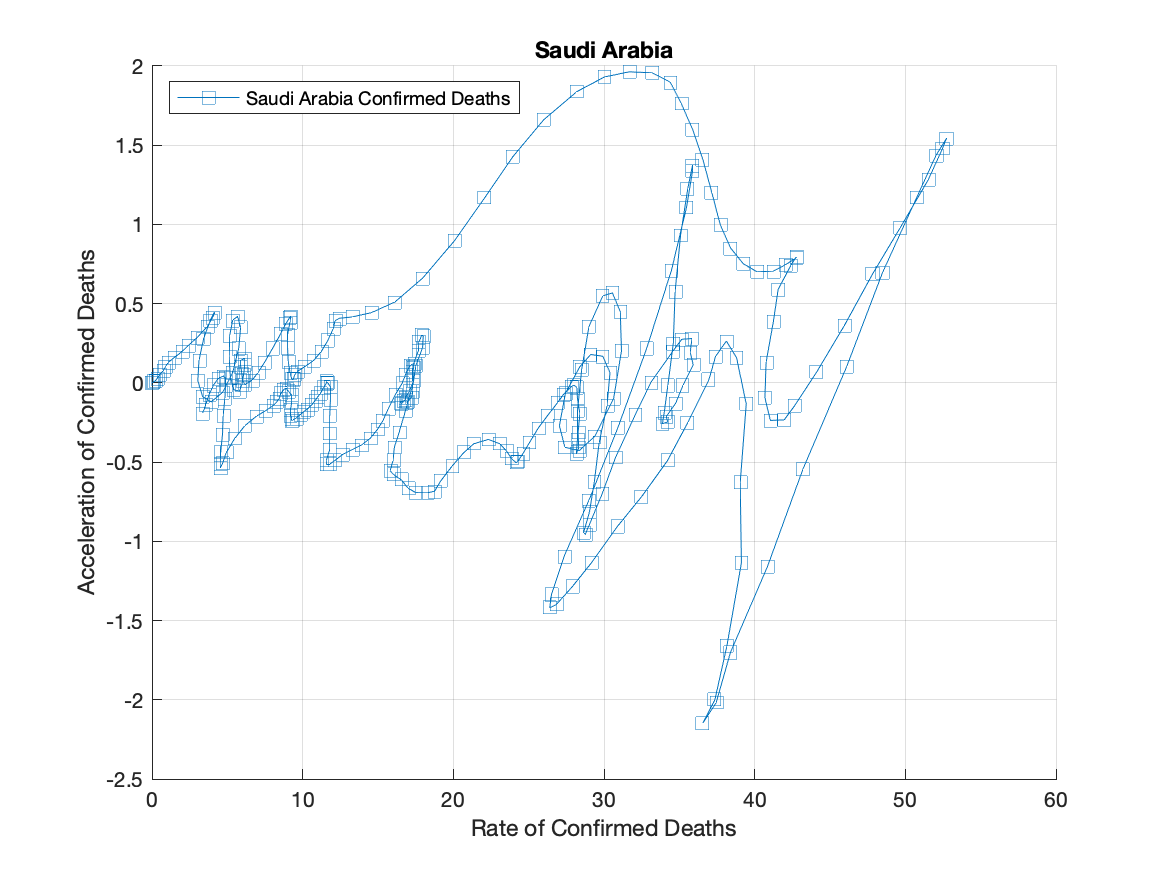 Saudi Arabia
Saudi Arabia Confirmed Deaths
2
1.5
1
0.5
0
-0.5
-1
-1.5
-2
-2.5
Acceleration of Confirmed Deaths
0 10 20 30 40 50 60
Rate of Confirmed Deaths